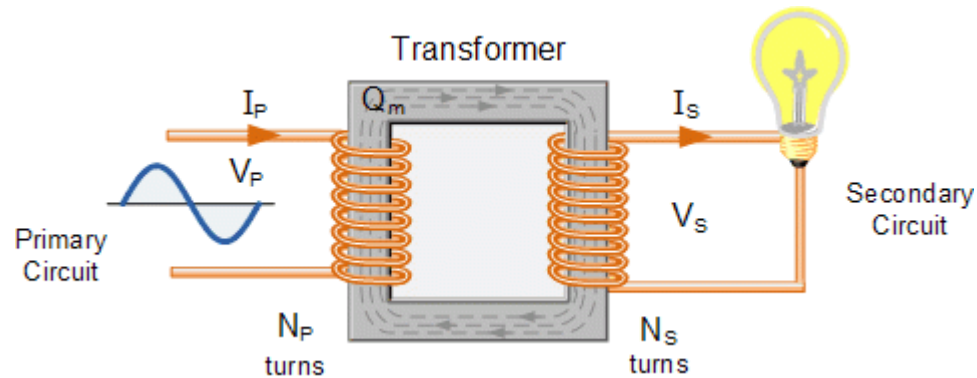 Transformer
Qm
IP
IS
VP
VS
Primary
Circuit
Secondary
Circuit
NP
turns
NS
turns